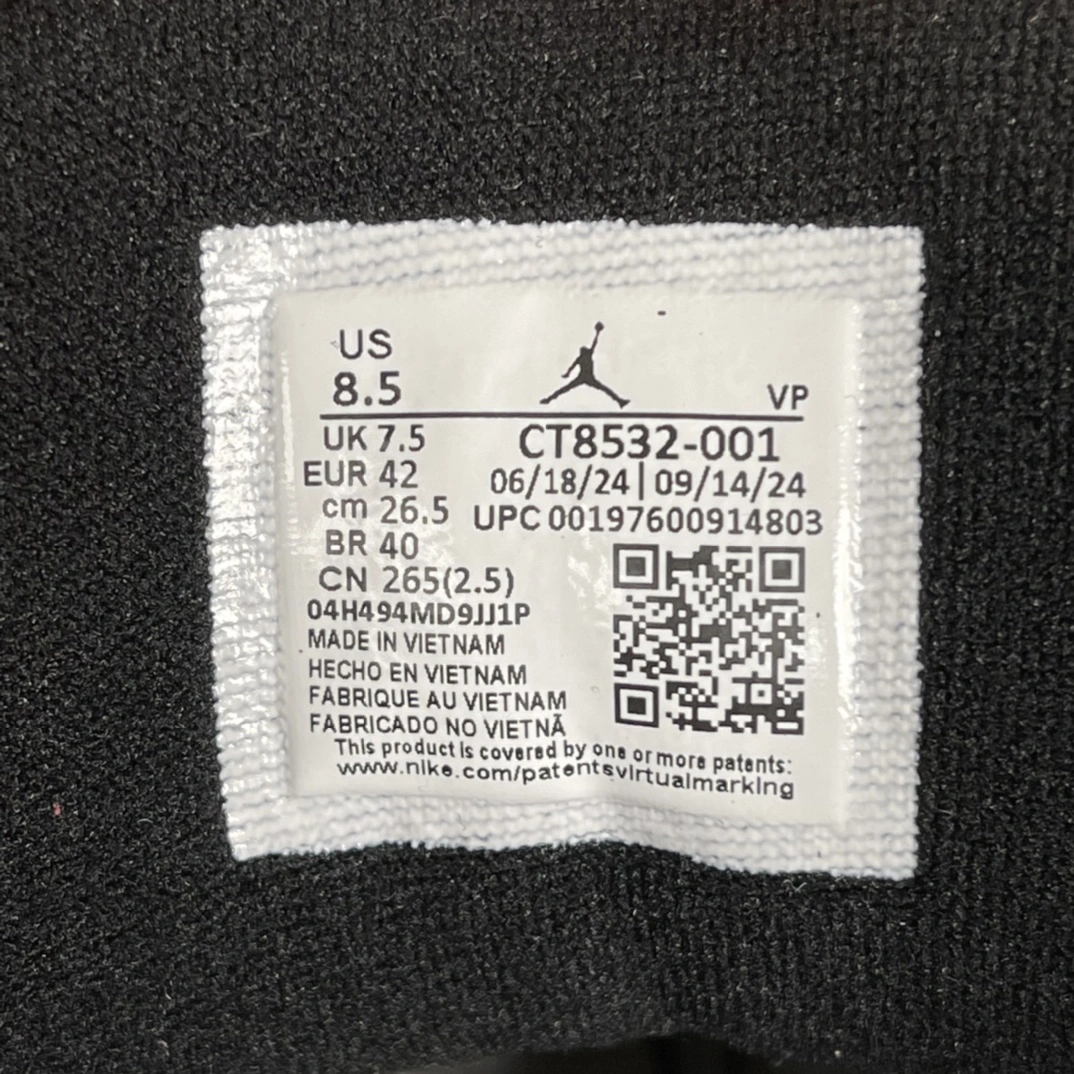 US
8.5
VP
UK 7.5
CT8532-001
EUR 42
06/18/24 | 09/14/24
cm 26.5
UPC 00197600914803
BR 40
CN 265(2.5)
04H494MD9JJ1P
MADE IN VIETNAM
HECHO EN VIETNAM
FABRIQUE AU VIETNAM
FABRICADO NO VIETNÃ
This product is covered by one or more patents:
www.nike.com/patentsvirtualmarking